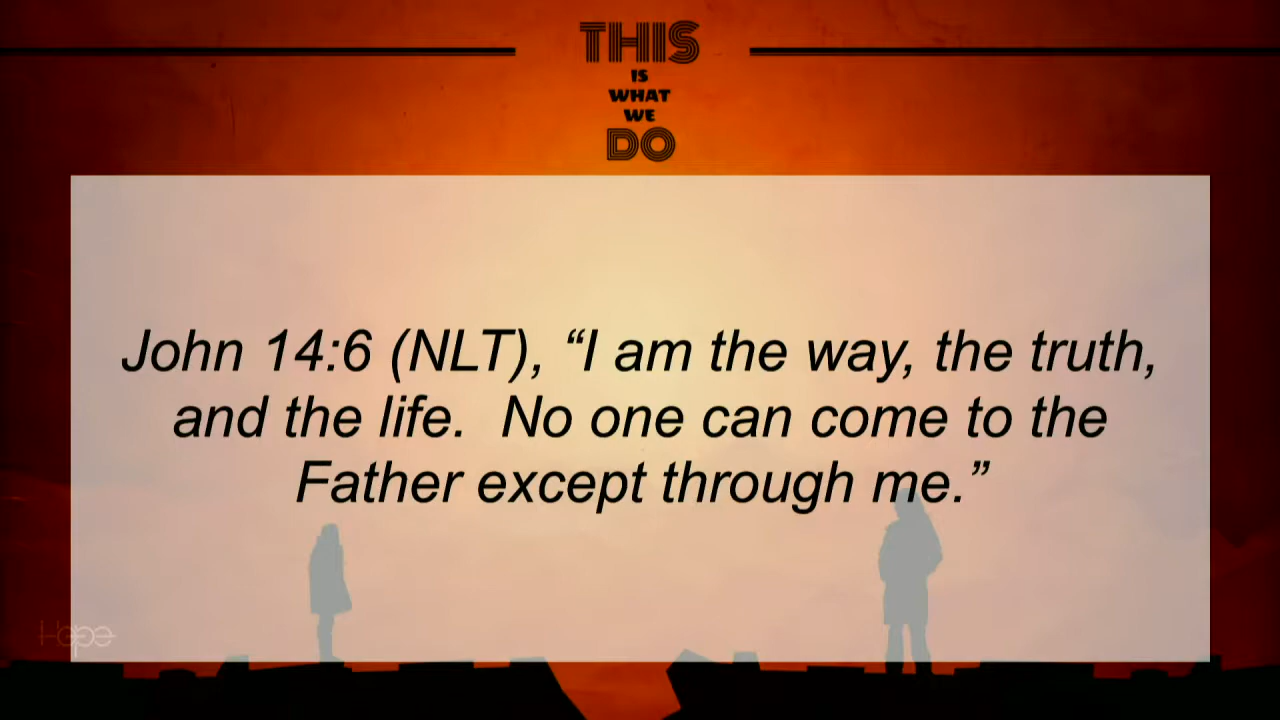 THIS
IS
WHAT
WE
DO
John 14:6 (NLT), “I am the way, the truth,
and the life.  No one can come to the
Father except through me.”
Hope